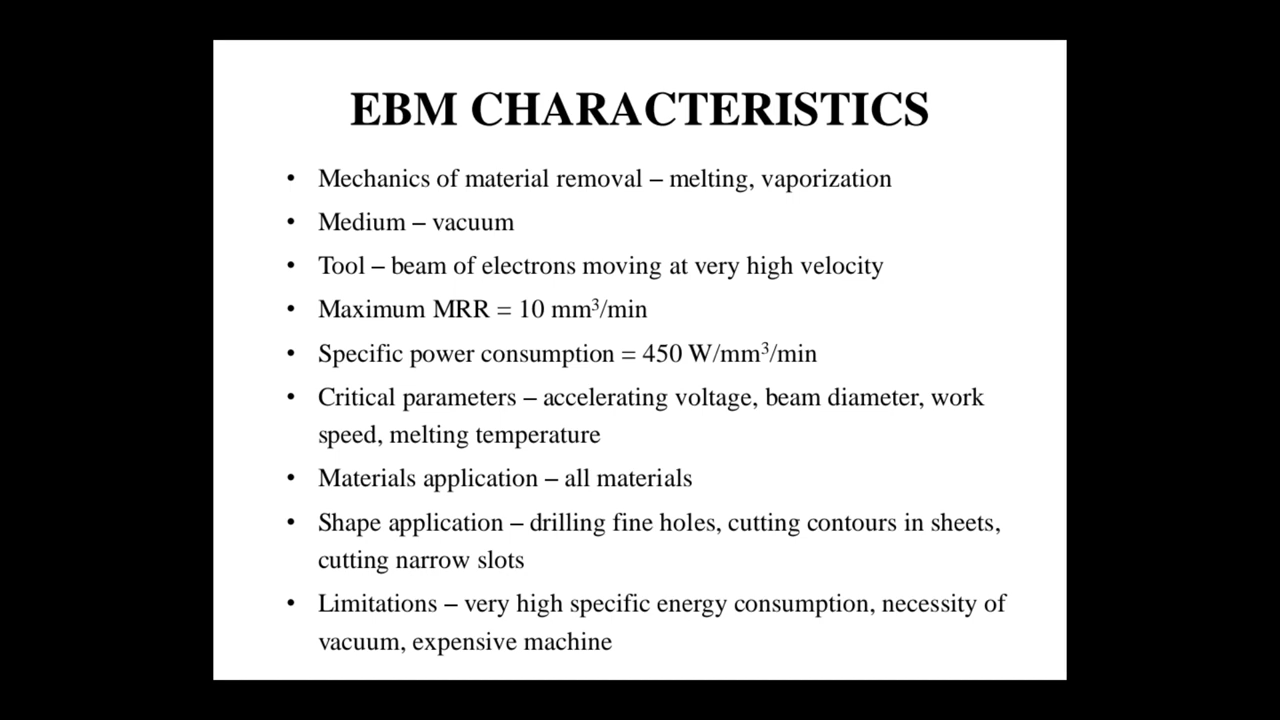 EBM CHARACTERISTICS
• Mechanics of material removal – melting, vaporization
• Medium – vacuum
• Tool – beam of electrons moving at very high velocity
• Maximum MRR = 10 mm³/min
• Specific power consumption = 450 W/mm³/min
• Critical parameters – accelerating voltage, beam diameter, work
speed, melting temperature
• Materials application – all materials
• Shape application – drilling fine holes, cutting contours in sheets,
cutting narrow slots
• Limitations – very high specific energy consumption, necessity of
vacuum, expensive machine